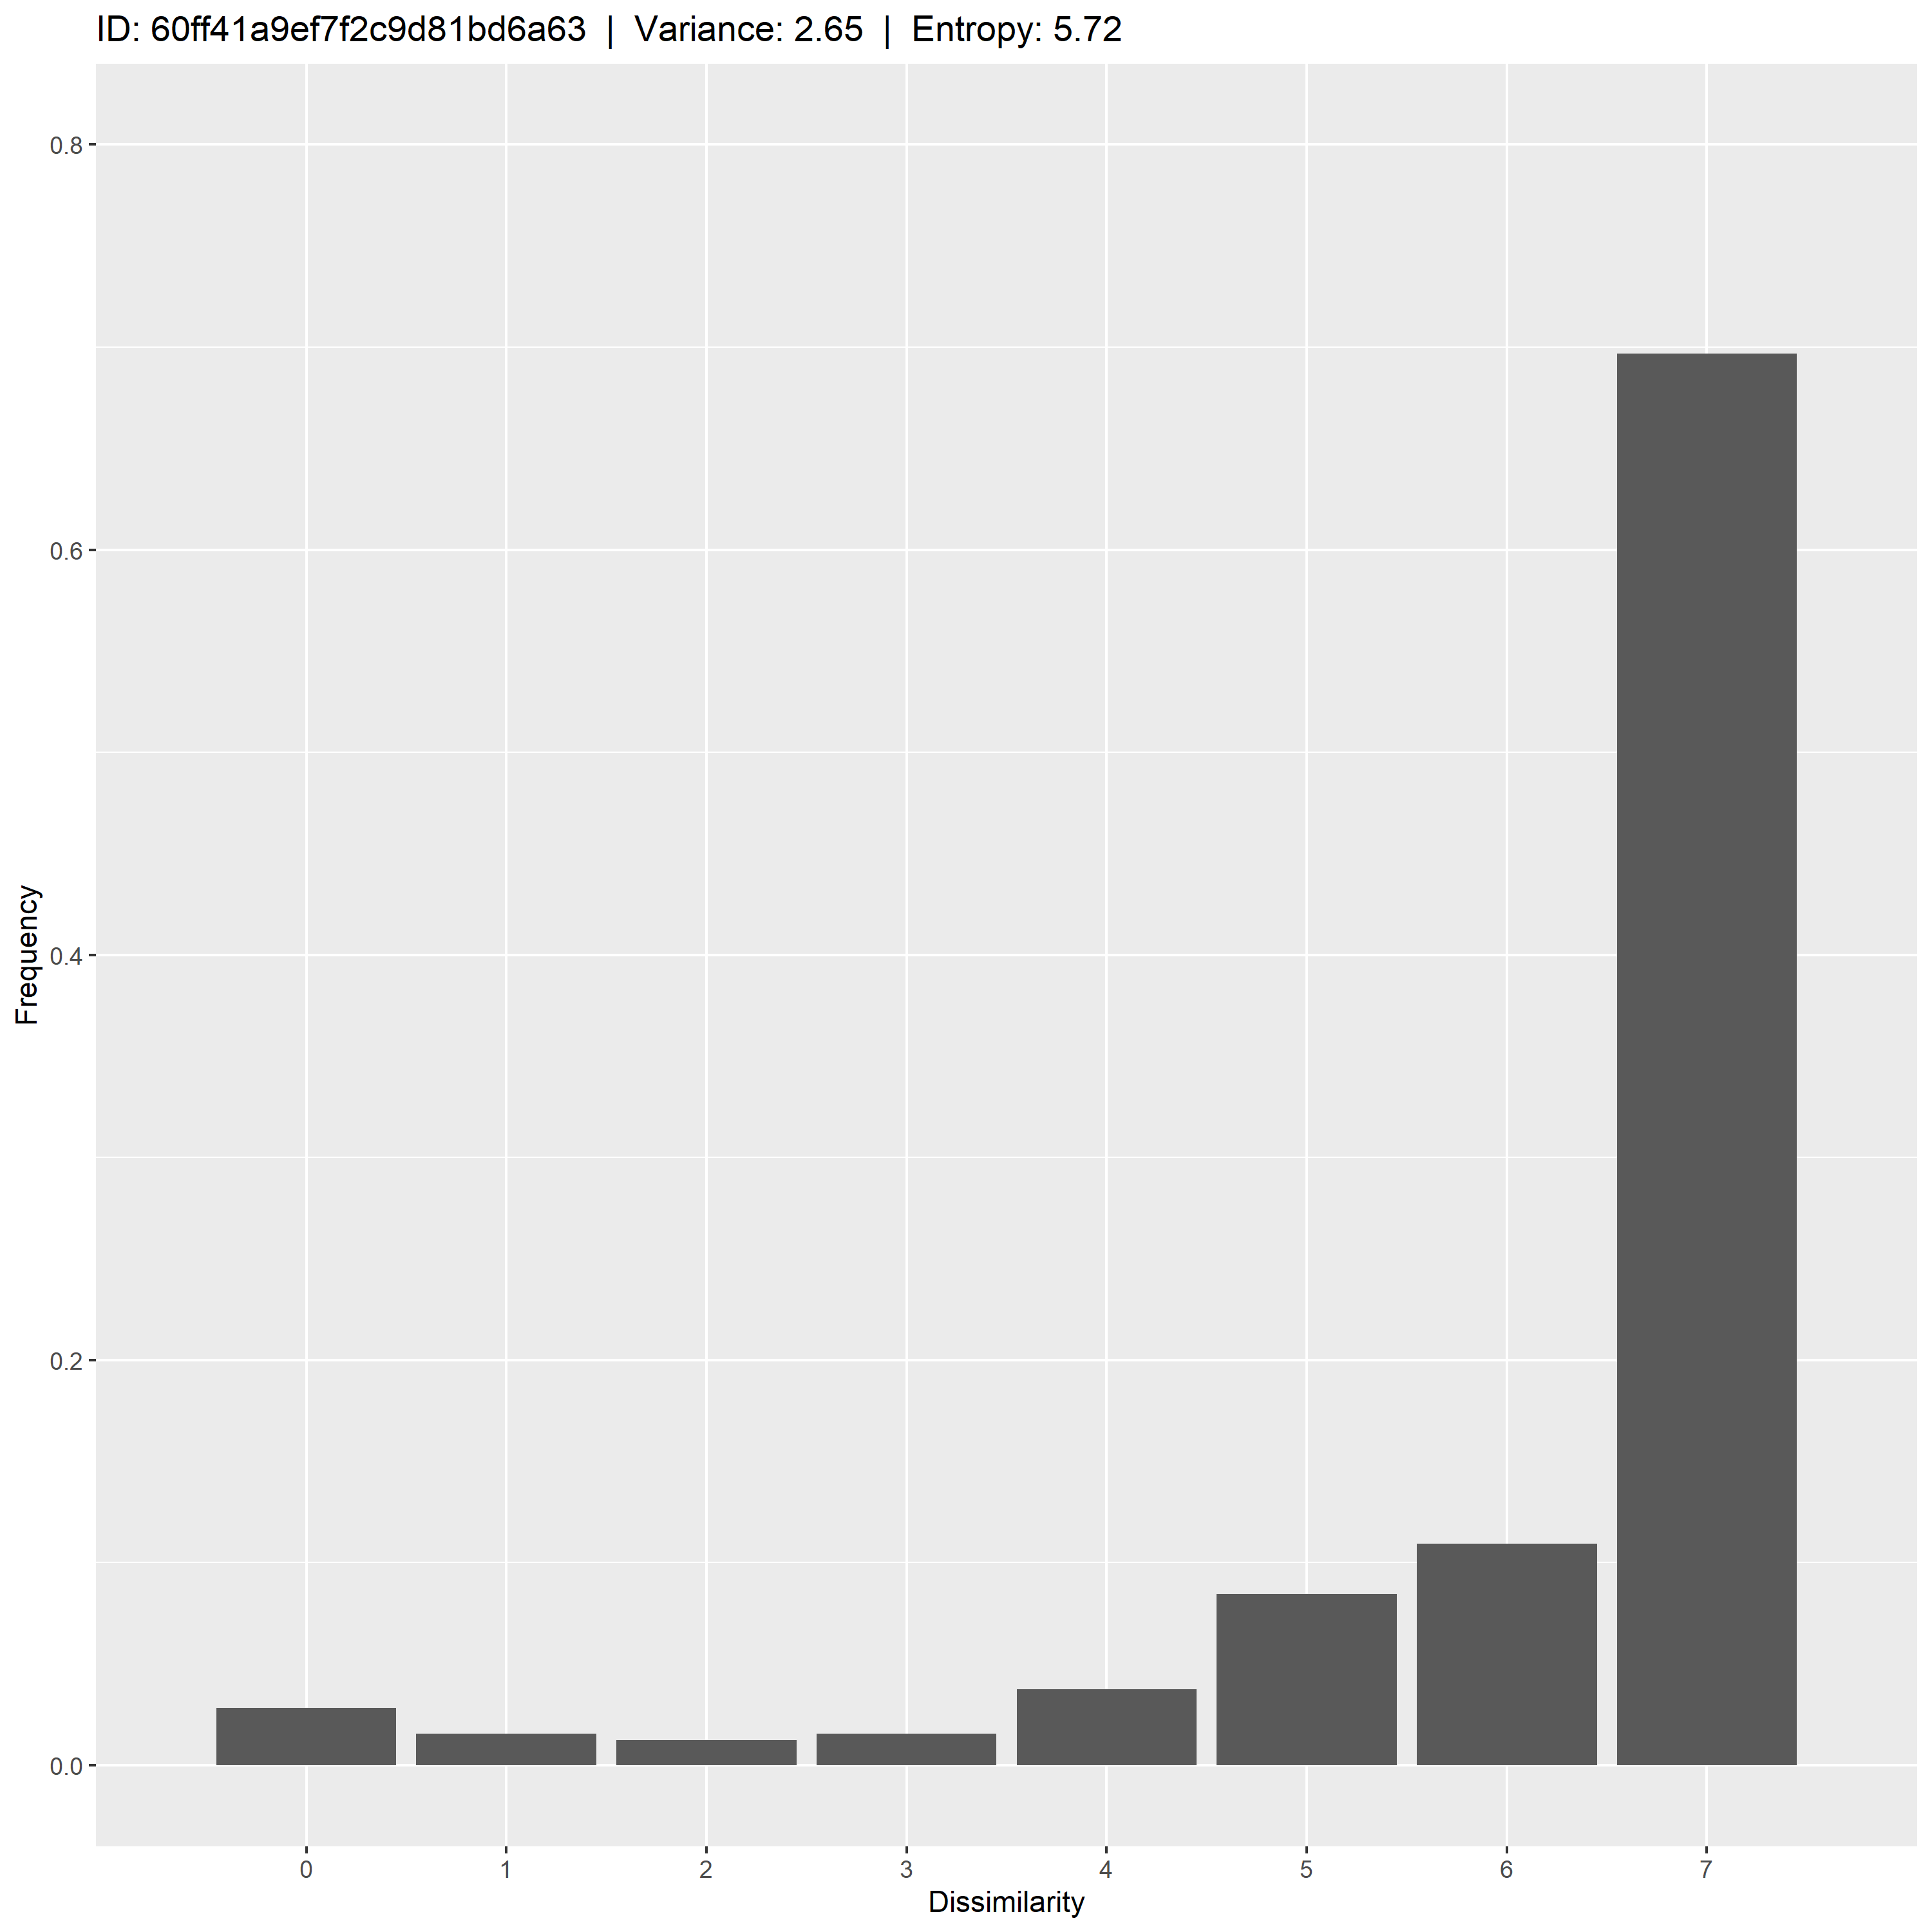 ID: 60ff41a9ef7f2c9d81bd6a63 | Variance: 2.65 | Entropy: 5.72
0.8
0.6
0.4
0.2
0.0
Frequency
0 1 2 3 4 5 6 7
Dissimilarity